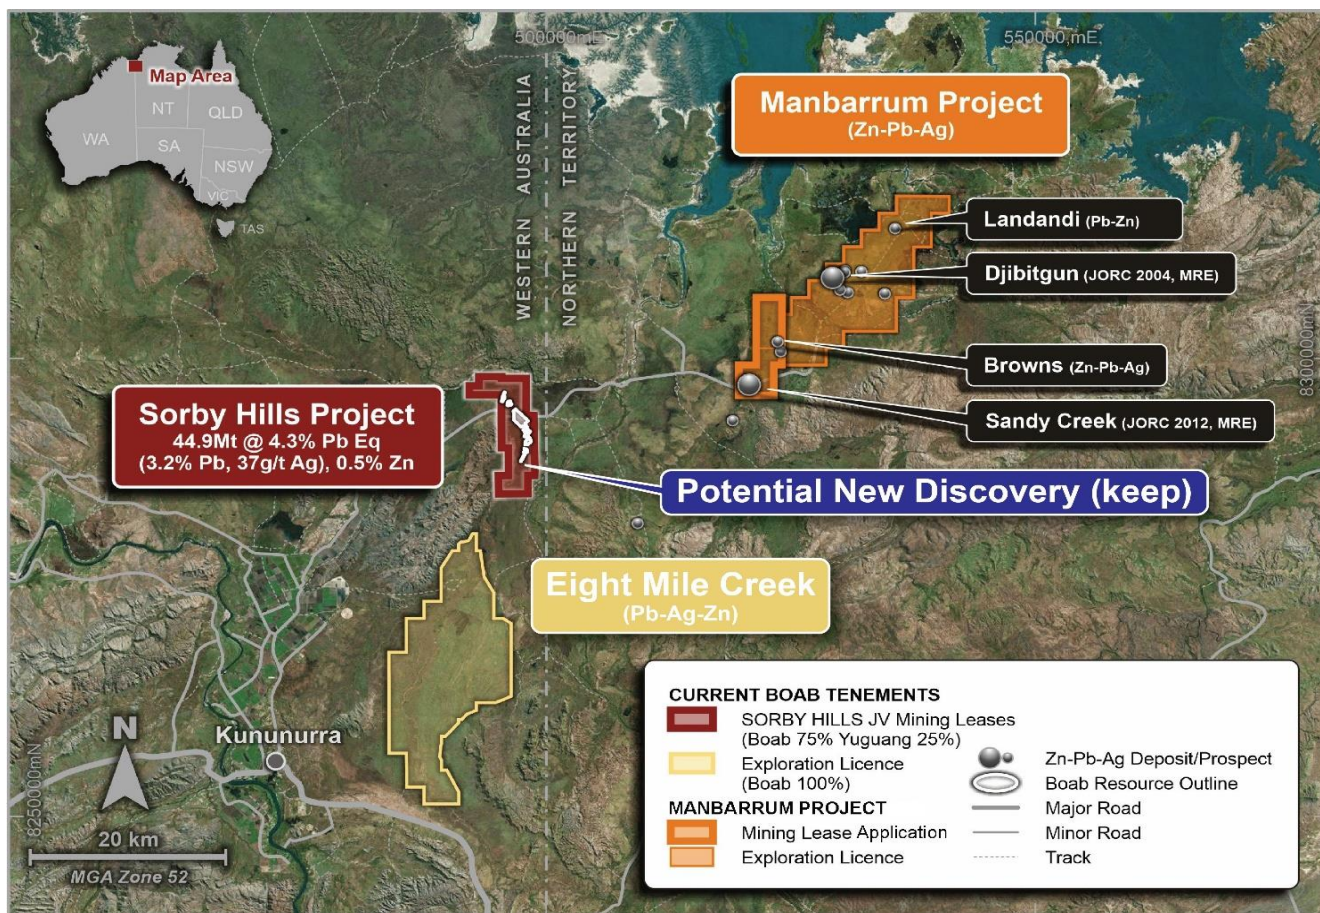 500000mE
550000,mE
Map Area
WA
NT
QLD
SA
NSW
VIC
TAS
WESTERN AUSTRALIA
NORTHERN TERRITORY
Manbarrum Project
(Zn-Pb-Ag)
Landandi (Pb-Zn)
Djibitgun (JORC 2004, MRE)
Browns (Zn-Pb-Ag)
Sandy Creek (JORC 2012, MRE)
8300000mN
Sorby Hills Project
44.9Mt @ 4.3% Pb Eq
(3.2% Pb, 37g/t Ag), 0.5% Zn
Potential New Discovery (keep)
Eight Mile Creek
(Pb-Ag-Zn)
N
Kununurra
8250000mN
20 km
MGA Zone 52
CURRENT BOAB TENEMENTS
SORBY HILLS JV Mining Leases
(Boab 75% Yuguang 25%)
Exploration Licence
(Boab 100%)
MANBARRUM PROJECT
Mining Lease Application
Exploration Licence
Zn-Pb-Ag Deposit/Prospect
Boab Resource Outline
Major Road
Minor Road
Track